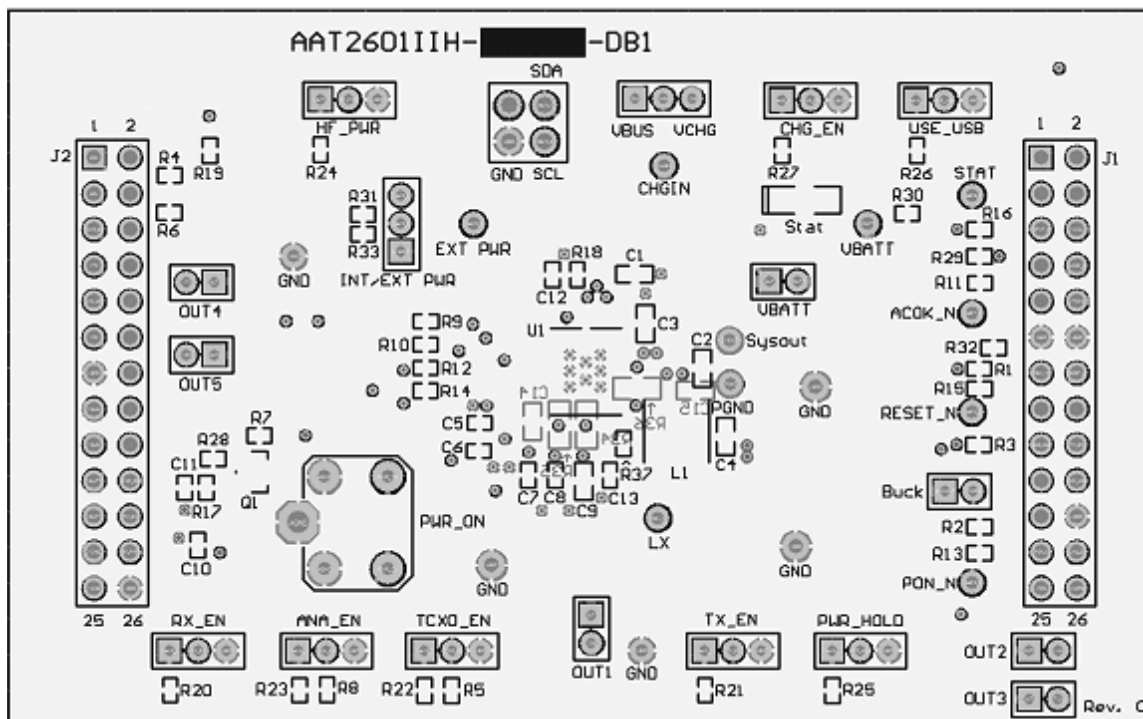 AAT2601IIH- -DB1
SDA
HF_PWR
VBUS VCHG
CHG_EN
USE_USB
1 2
1 2
J2
J1
R4
R19
R24
GND SCL
CHGIN
R27
R26
STAT
R6
R31
R33
EXT PWR
Stat
VBATT
R30
R16
GND
INT/EXT PWR
R18
C1
R29
R11
C12
OUT4
VBATT
ACOK_N
R9
U1
C3
R10
C2
Sysout
R32
OUT5
R12
R1
R14
C14
C15
PGND
GND
R15
RESET_N
R36
R7
C5
R34
R28
C6
R35
R37
L1
C4
R3
C11
C7
C8
C9
C13
Buck
R17
Q1
PWR_ON
LX
R2
C10
R13
GND
GND
PON_N
25 26
25 26
RX_EN
ANA_EN
TCXO_EN
TX_EN
PWR_HOLD
OUT1
GND
OUT2
R20
R23
R8
R22
R5
R21
R25
OUT3
Rev.